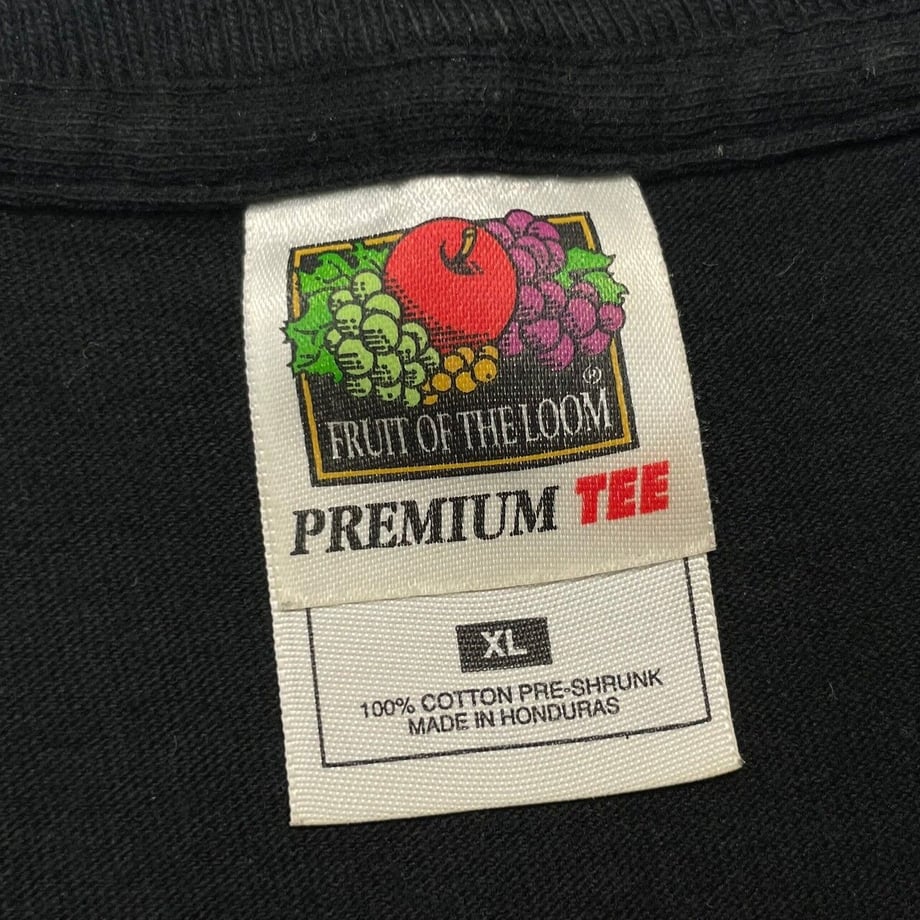 FRUIT OF THE LOOM
PREMIUM TEE
XL
100% COTTON PRE-SHRUNK
MADE IN HONDURAS